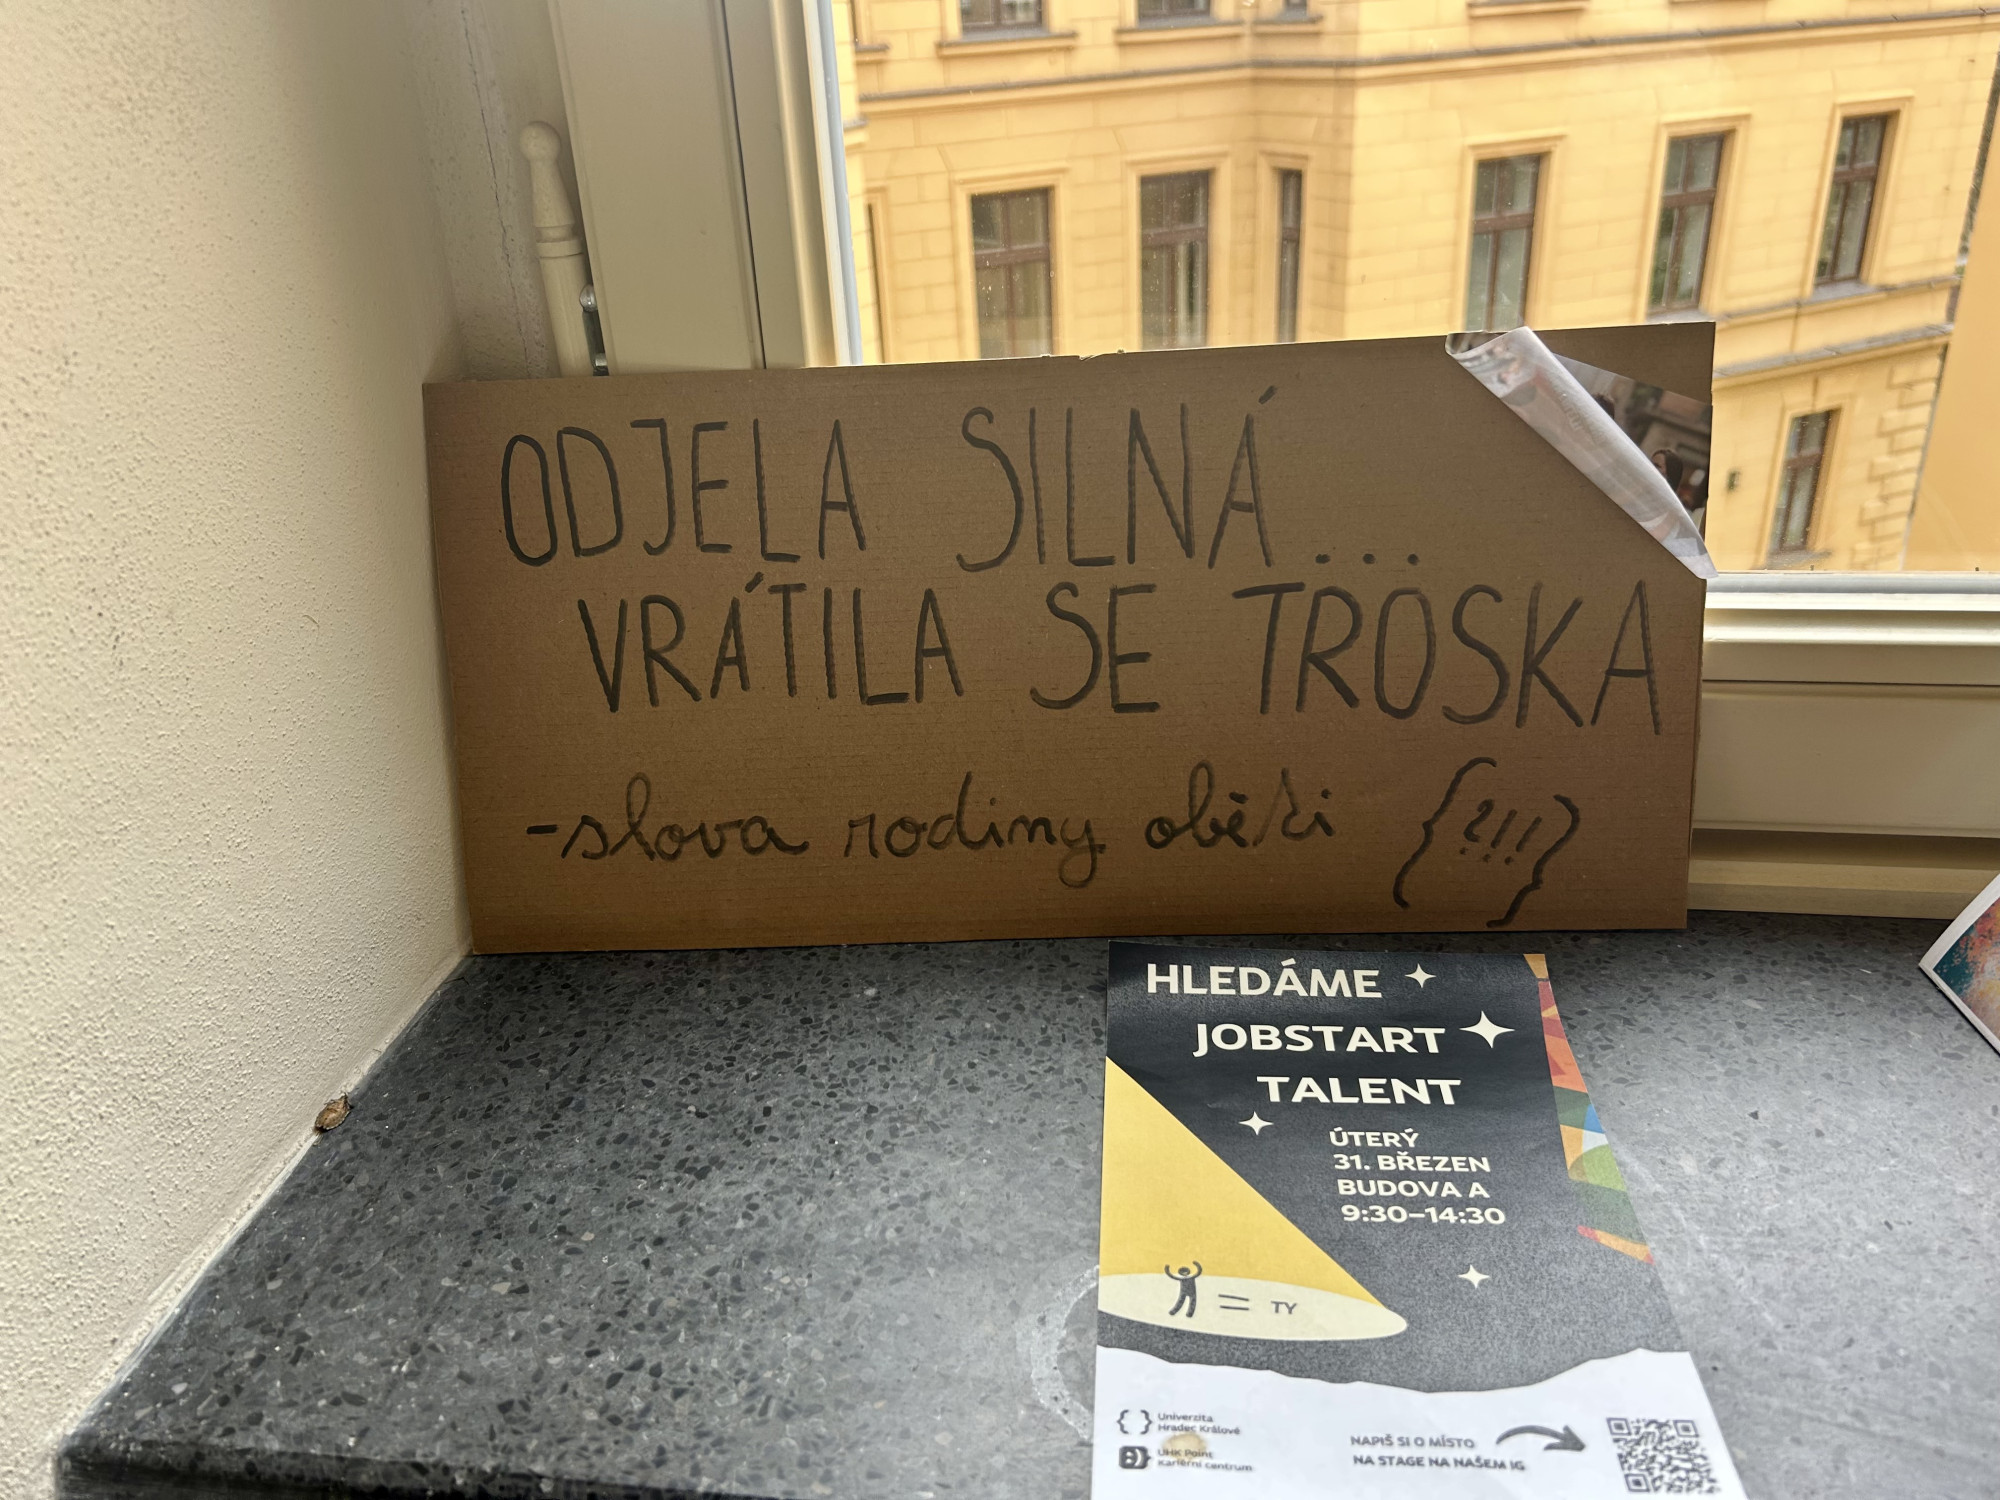 ODJELA SILNÁ...
VRÁTILA SE TROSKA
-slova rodiny oběti {?!!}
HLEDÁME
JOBSTART
TALENT
ÚTERÝ
31. BŘEZEN
BUDOVA A
9:30–14:30
= TY
{ } Univerzita
Hradec Králové
UHK Point
Kariérní centrum
NAPIŠ SI O MÍSTO
NA STAGE NA NAŠEM IG